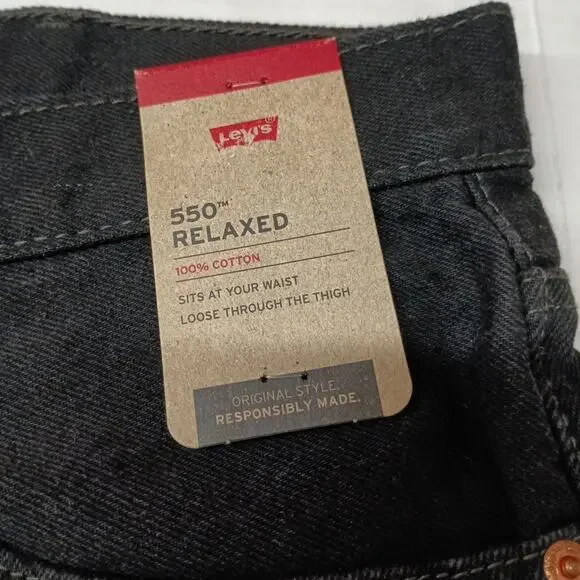 Levi's®
550™
RELAXED
100% COTTON
SITS AT YOUR WAIST
LOOSE THROUGH THE THIGH
ORIGINAL STYLE.
RESPONSIBLY MADE.